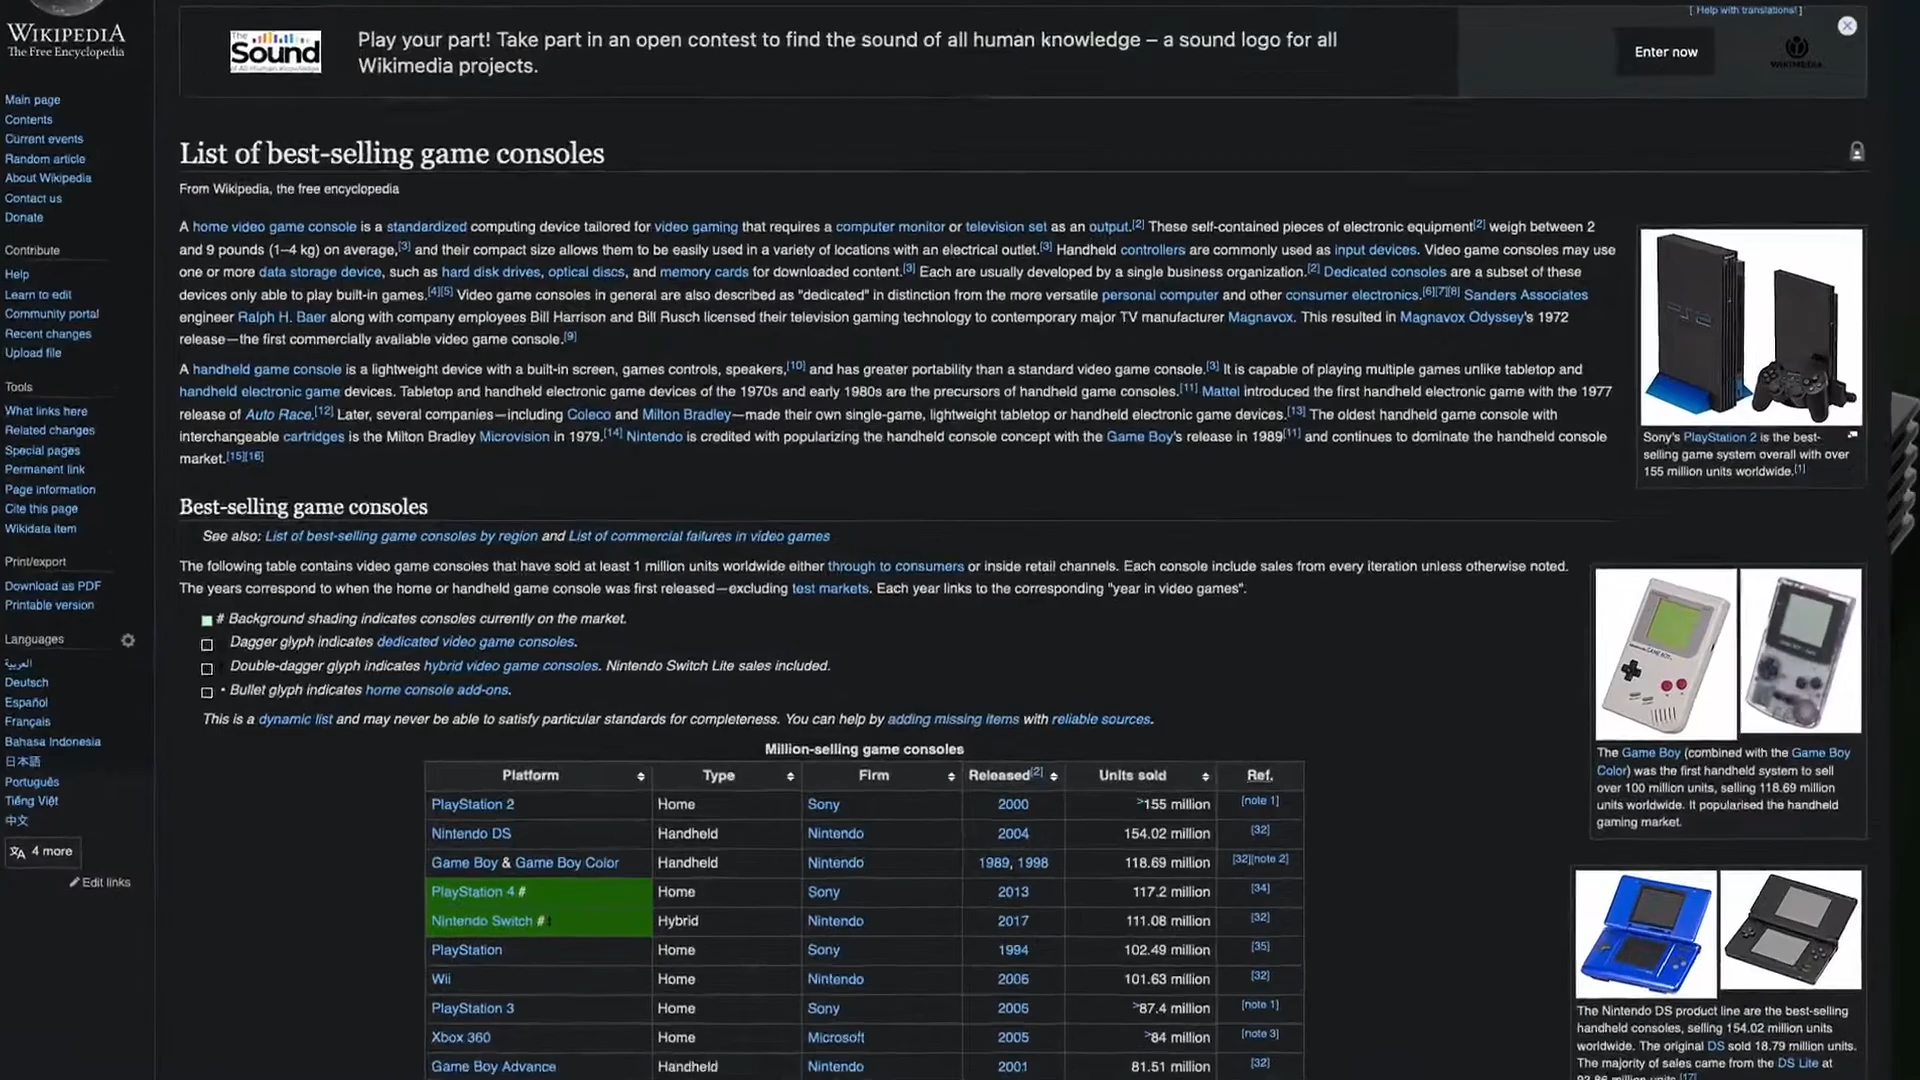 WIKIPEDIA
The Free Encyclopedia
Main page
Contents
Current events
Random article
About Wikipedia
Contact us
Donate
Contribute
Help
Learn to edit
Community portal
Recent changes
Upload file
Tools
What links here
Related changes
Special pages
Permanent link
Page information
Cite this page
Wikidata item
Print/export
Download as PDF
Printable version
Languages
العربية
Deutsch
Español
Français
Bahasa Indonesia
日本語
Português
Tiếng Việt
中文
4 more
Edit links
[ Help with translations! ]
The
Sound
of All Human Knowledge
Play your part! Take part in an open contest to find the sound of all human knowledge – a sound logo for all
Wikimedia projects.
Enter now
WIKIMEDIA
List of best-selling game consoles
From Wikipedia, the free encyclopedia
A home video game console is a standardized computing device tailored for video gaming that requires a computer monitor or television set as an output.[2] These self-contained pieces of electronic equipment[2] weigh between 2
and 9 pounds (1–4 kg) on average,[3] and their compact size allows them to be easily used in a variety of locations with an electrical outlet.[3] Handheld controllers are commonly used as input devices. Video game consoles may use
one or more data storage device, such as hard disk drives, optical discs, and memory cards for downloaded content.[3] Each are usually developed by a single business organization.[2] Dedicated consoles are a subset of these
devices only able to play built-in games.[4][5] Video game consoles in general are also described as "dedicated" in distinction from the more versatile personal computer and other consumer electronics.[6][7][8] Sanders Associates
engineer Ralph H. Baer along with company employees Bill Harrison and Bill Rusch licensed their television gaming technology to contemporary major TV manufacturer Magnavox. This resulted in Magnavox Odyssey's 1972
release—the first commercially available video game console.[9]
A handheld game console is a lightweight device with a built-in screen, games controls, speakers,[10] and has greater portability than a standard video game console.[3] It is capable of playing multiple games unlike tabletop and
handheld electronic game devices. Tabletop and handheld electronic game devices of the 1970s and early 1980s are the precursors of handheld game consoles.[11] Mattel introduced the first handheld electronic game with the 1977
release of Auto Race.[12] Later, several companies—including Coleco and Milton Bradley—made their own single-game, lightweight tabletop or handheld electronic game devices.[13] The oldest handheld game console with
interchangeable cartridges is the Milton Bradley Microvision in 1979.[14] Nintendo is credited with popularizing the handheld console concept with the Game Boy's release in 1989[11] and continues to dominate the handheld console
market.[15][16]
Sony's PlayStation 2 is the best-
selling game system overall with over
155 million units worldwide.[1]
Best-selling game consoles
See also: List of best-selling game consoles by region and List of commercial failures in video games
The following table contains video game consoles that have sold at least 1 million units worldwide either through to consumers or inside retail channels. Each console include sales from every iteration unless otherwise noted.
The years correspond to when the home or handheld game console was first released—excluding test markets. Each year links to the corresponding "year in video games".
# Background shading indicates consoles currently on the market.
Dagger glyph indicates dedicated video game consoles.
Double-dagger glyph indicates hybrid video game consoles. Nintendo Switch Lite sales included.
• Bullet glyph indicates home console add-ons.
This is a dynamic list and may never be able to satisfy particular standards for completeness. You can help by adding missing items with reliable sources.
Million-selling game consoles
Platform Type Firm Released[2] Units sold Ref.
PlayStation 2 Home Sony 2000 >155 million [note 1]
Nintendo DS Handheld Nintendo 2004 154.02 million [32]
Game Boy & Game Boy Color Handheld Nintendo 1989, 1998 118.69 million [32][note 2]
PlayStation 4 # Home Sony 2013 117.2 million [34]
Nintendo Switch #‡ Hybrid Nintendo 2017 111.08 million [32]
PlayStation Home Sony 1994 102.49 million [35]
Wii Home Nintendo 2006 101.63 million [32]
PlayStation 3 Home Sony 2006 >87.4 million [note 1]
Xbox 360 Home Microsoft 2005 >84 million [note 3]
Game Boy Advance Handheld Nintendo 2001 81.51 million [32]
The Game Boy (combined with the Game Boy
Color) was the first handheld system to sell
over 100 million units, selling 118.69 million
units worldwide. It popularised the handheld
gaming market.
The Nintendo DS product line are the best-selling
handheld consoles, selling 154.02 million units
worldwide. The original DS sold 18.79 million units.
The majority of sales came from the DS Lite at
93.86 million units.[17]